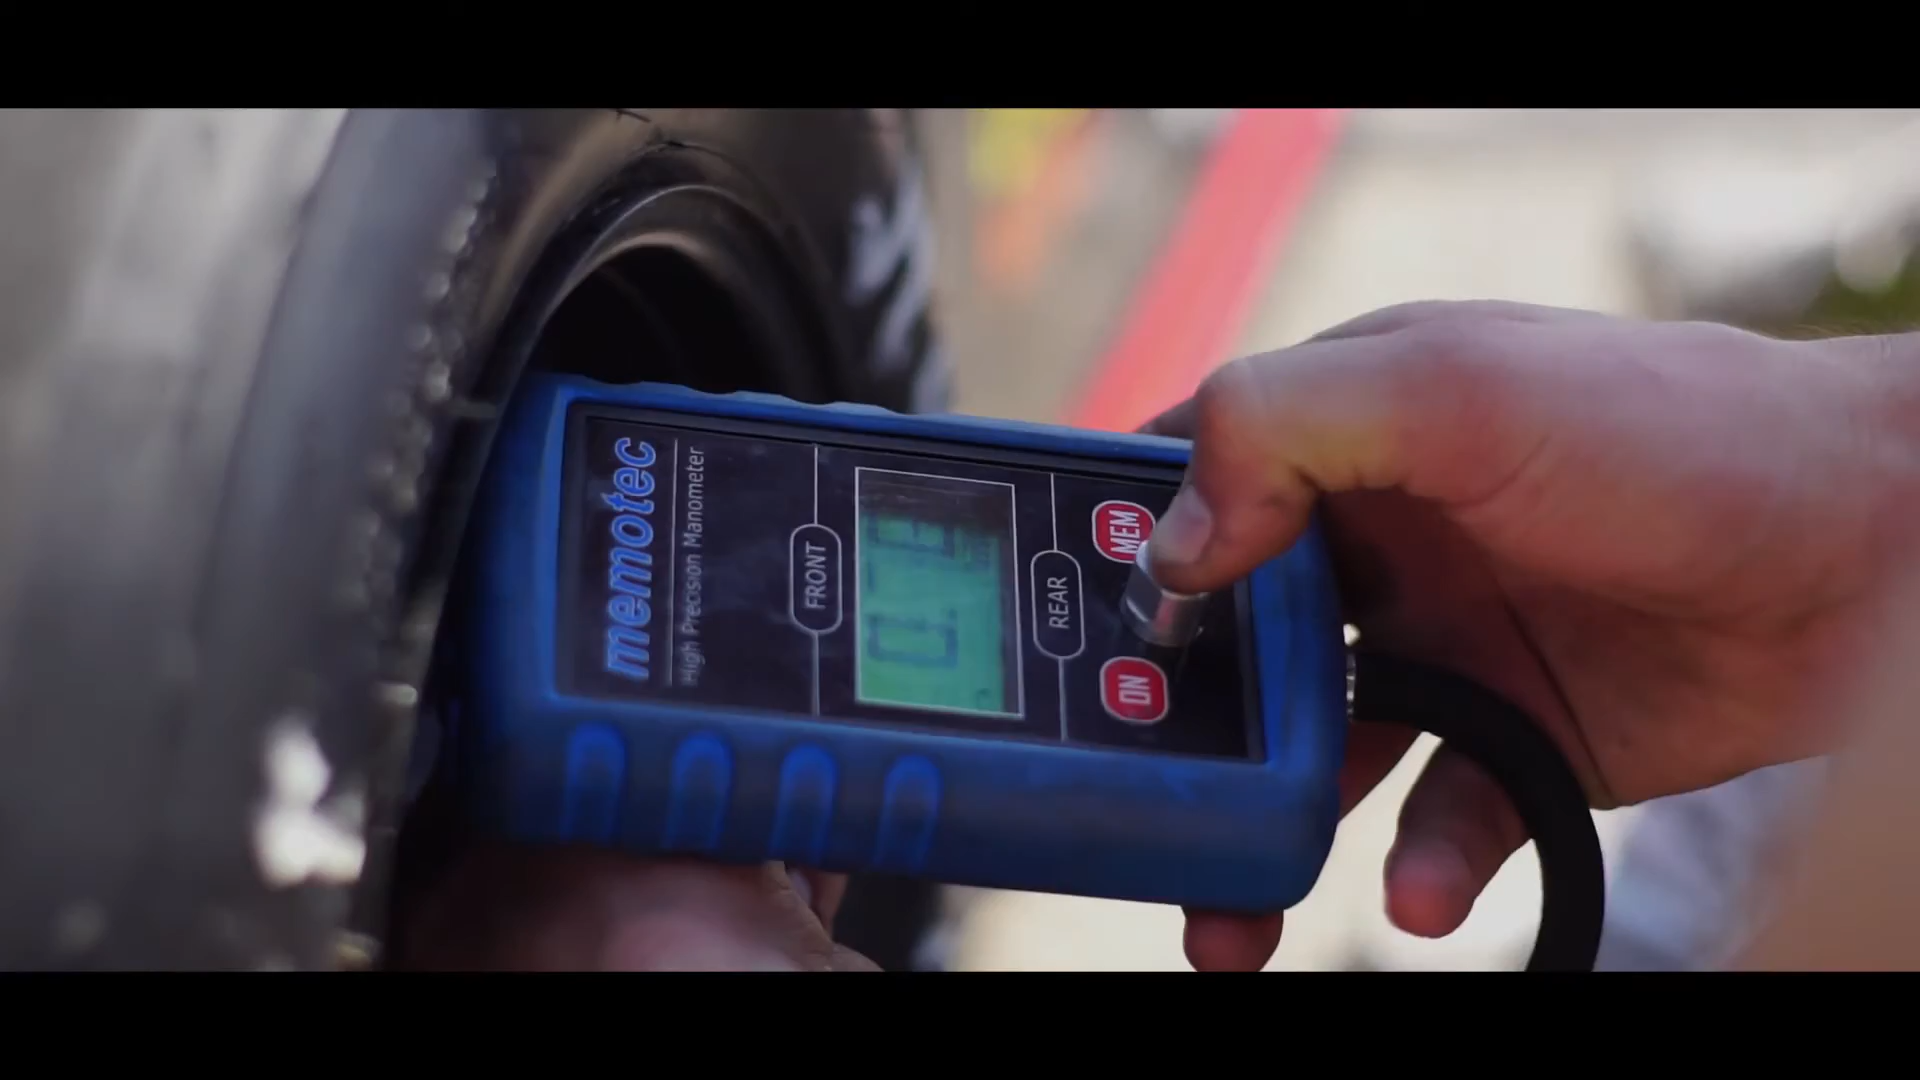 memotec
High Precision Manometer
FRONT
REAR
MEM
ON